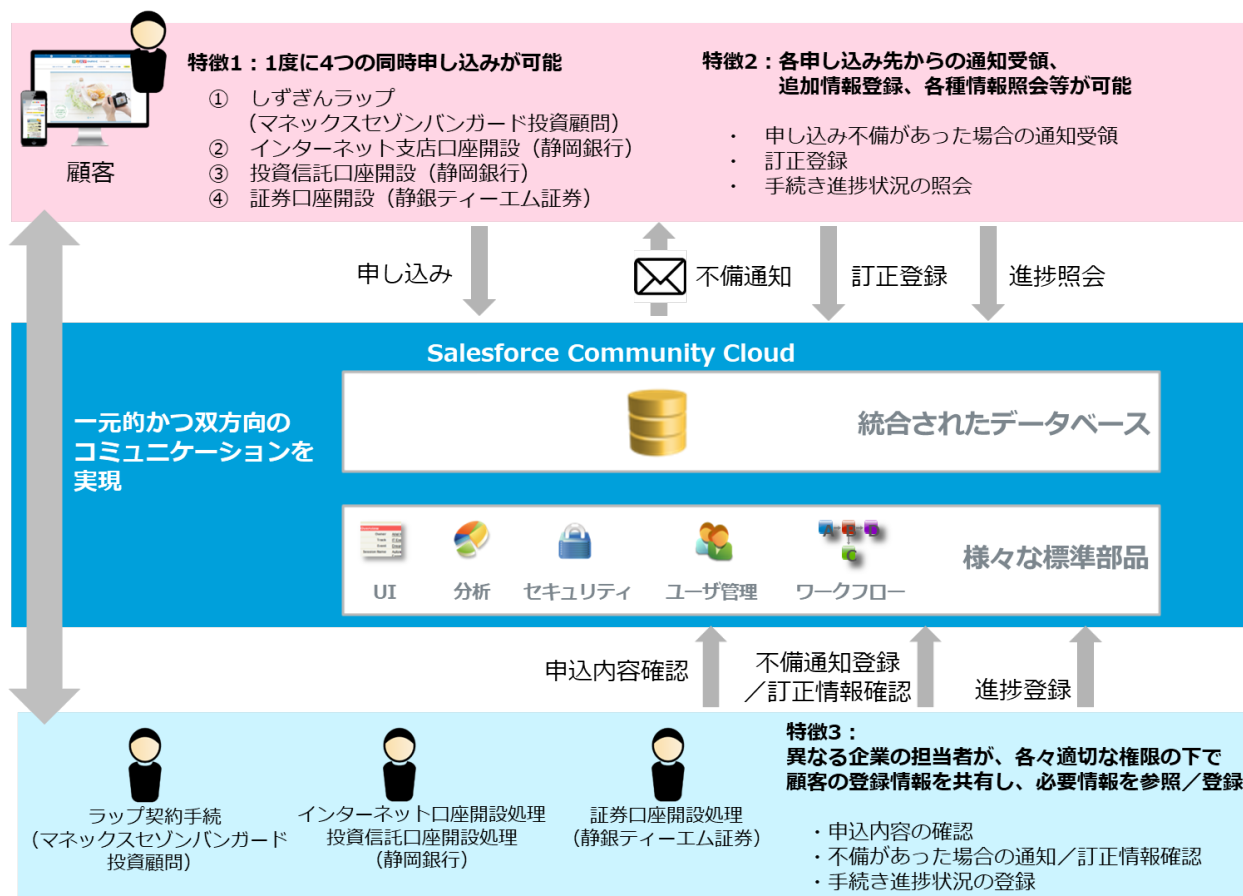 特徴1：1度に4つの同時申し込みが可能
① しずぎんラップ
（マネックスセゾンバンガード投資顧問）
② インターネット支店口座開設（静岡銀行）
③ 投資信託口座開設（静岡銀行）
④ 証券口座開設（静銀ティーエム証券）
特徴2：各申し込み先からの通知受領、
追加情報登録、各種情報照会等が可能
・ 申し込み不備があった場合の通知受領
・ 訂正登録
・ 手続き進捗状況の照会
顧客
申し込み
不備通知
訂正登録
進捗照会
Salesforce Community Cloud
一元的かつ双方向の
コミュニケーションを
実現
統合されたデータベース
様々な標準部品
UI
分析
セキュリティ
ユーザ管理
ワークフロー
A
B
B
C
申込内容確認
不備通知登録
／訂正情報確認
進捗登録
ラップ契約手続
（マネックスセゾンバンガード
投資顧問）
インターネット口座開設処理
投資信託口座開設処理
（静岡銀行）
証券口座開設処理
（静銀ティーエム証券）
特徴3：
異なる企業の担当者が、各々適切な権限の下で
顧客の登録情報を共有し、必要情報を参照／登録
・申込内容の確認
・不備があった場合の通知／訂正情報確認
・手続き進捗状況の登録